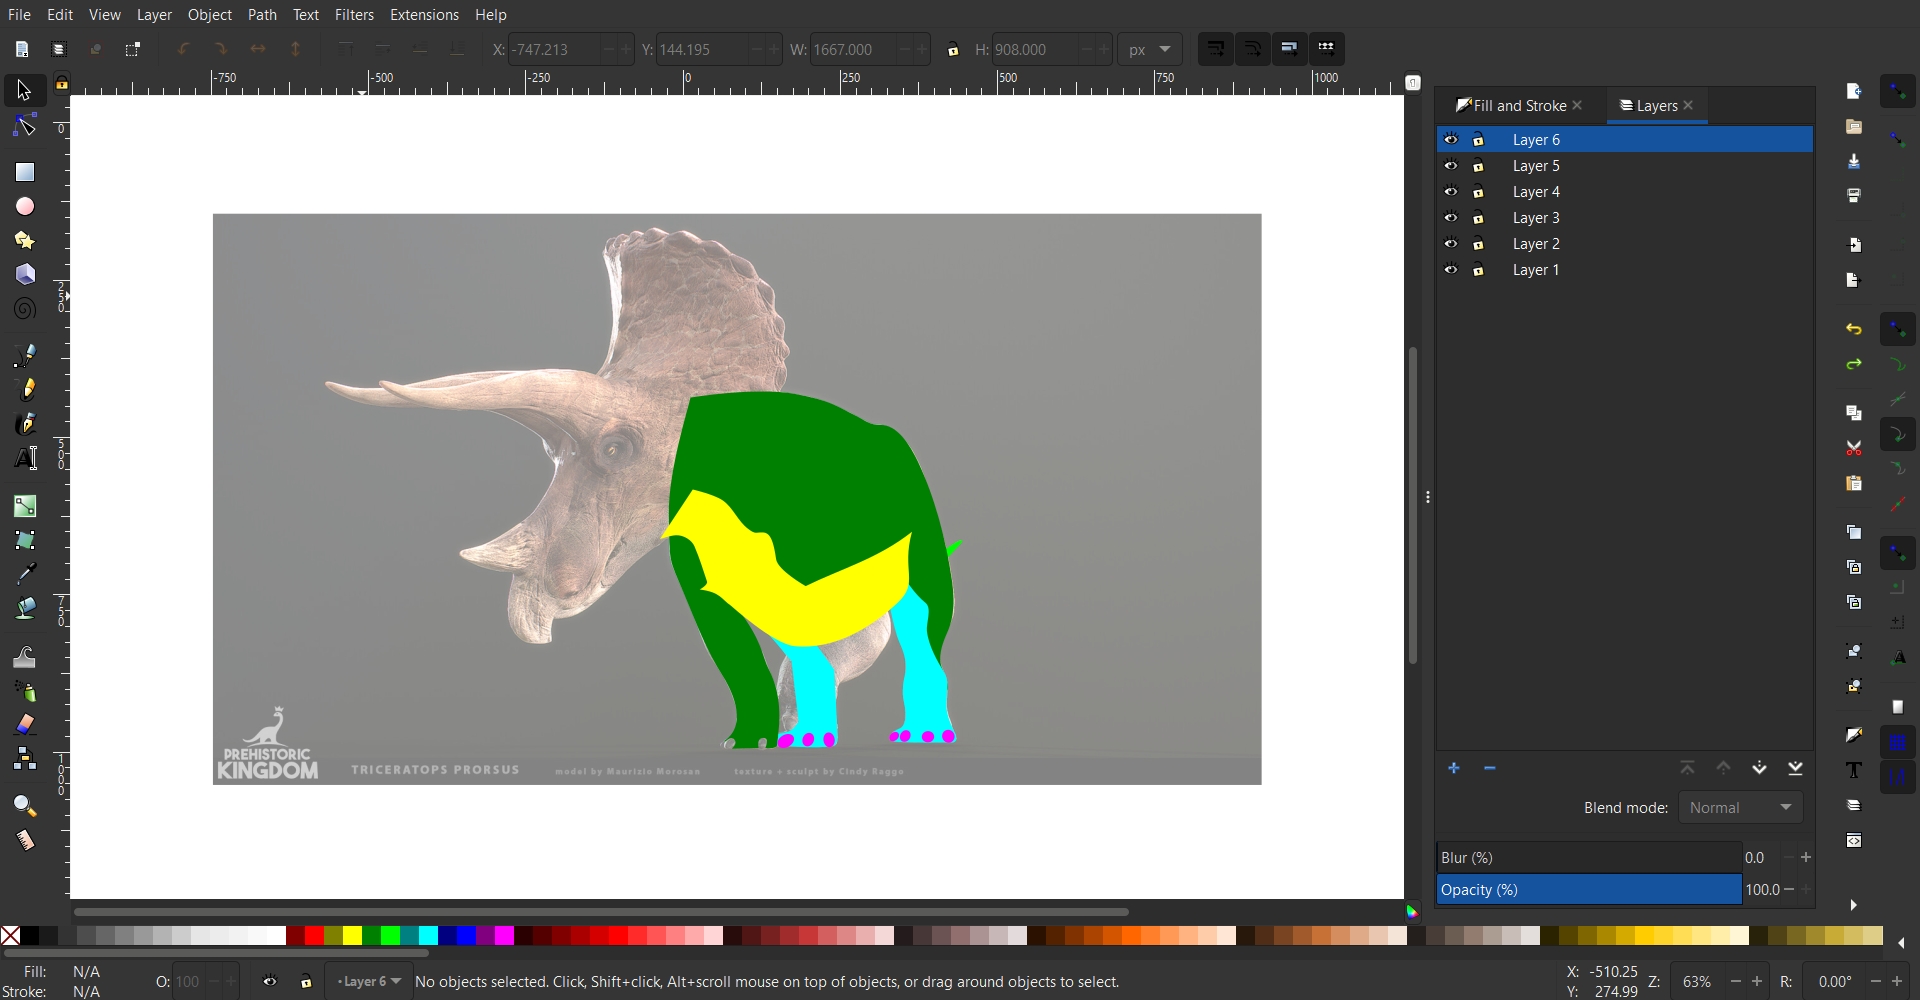 File Edit View Layer Object Path Text Filters Extensions Help
X: -747.213 Y: 144.195 W: 1667.000 H: 908.000 px
-750 -500 -250 0 250 500 750 1000
0
250
500
750
1000
Fill and Stroke Layers
Layer 6
Layer 5
Layer 4
Layer 3
Layer 2
Layer 1
PREHISTORIC
KINGDOM
TRICERATOPS PRORSUS model by Maurizio Morosan texture + sculpt by Cindy Raggo
Blend mode: Normal
Blur (%) 0.0
Opacity (%) 100.0
Fill: N/A
Stroke: N/A
O: 100
Layer 6
No objects selected. Click, Shift+click, Alt+scroll mouse on top of objects, or drag around objects to select.
X: -510.25
Y: 274.99
Z: 63%
R: 0.00°